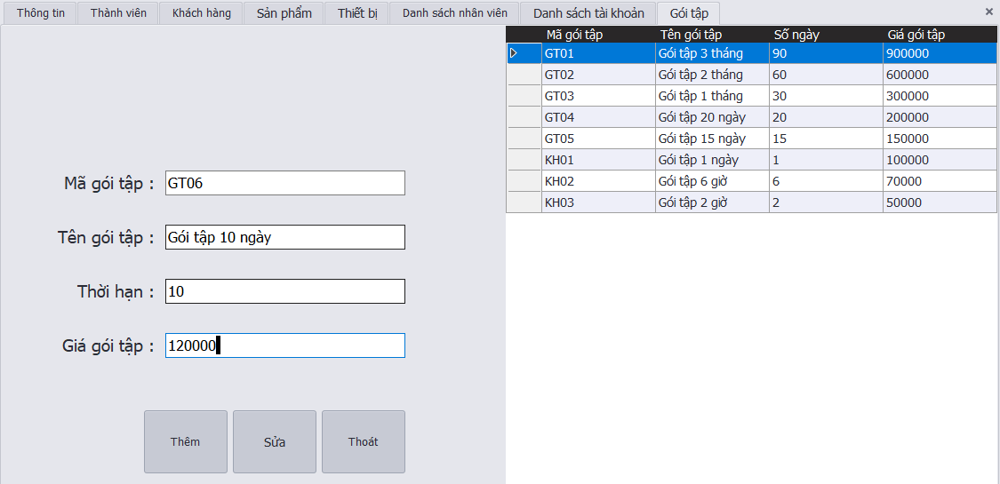 Thông tin Thành viên Khách hàng Sản phẩm Thiết bị Danh sách nhân viên Danh sách tài khoản Gói tập
Mã gói tập : GT06
Tên gói tập : Gói tập 10 ngày
Thời hạn : 10
Giá gói tập : 120000
Thêm Sửa Thoát
Mã gói tập Tên gói tập Số ngày Giá gói tập
GT01 Gói tập 3 tháng 90 900000
GT02 Gói tập 2 tháng 60 600000
GT03 Gói tập 1 tháng 30 300000
GT04 Gói tập 20 ngày 20 200000
GT05 Gói tập 15 ngày 15 150000
KH01 Gói tập 1 ngày 1 100000
KH02 Gói tập 6 giờ 6 70000
KH03 Gói tập 2 giờ 2 50000